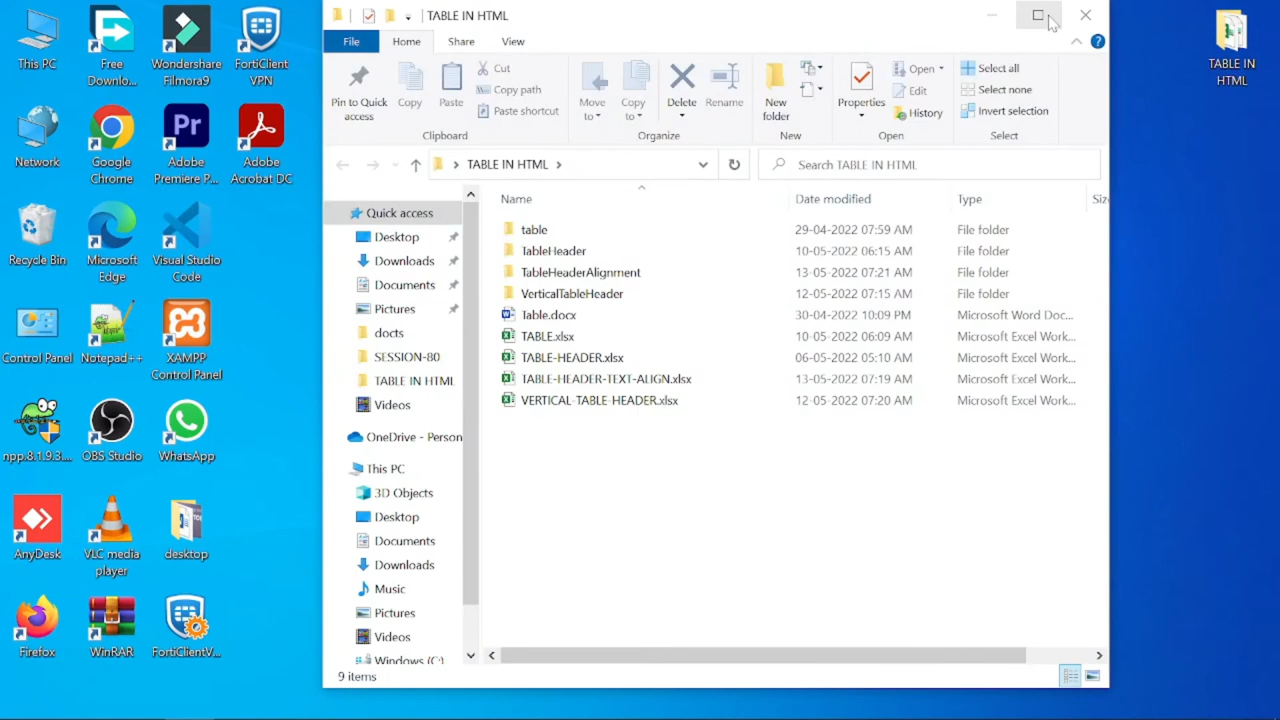 This PC
Free Downlo...
Wondershare Filmora9
FortiClient VPN
Network
Google Chrome
Adobe Premiere P...
Adobe Acrobat DC
Recycle Bin
Microsoft Edge
Visual Studio Code
Control Panel
Notepad++
XAMPP Control Panel
npp.8.1.9.3....
OBS Studio
WhatsApp
AnyDesk
VLC media player
desktop
Firefox
WinRAR
FortiClientV...
TABLE IN HTML
File
Home
Share
View
Pin to Quick access
Copy
Paste
Cut
Copy path
Paste shortcut
Clipboard
Move to
Copy to
Delete
Rename
Organize
New folder
New
Properties
Open
Edit
History
Open
Select all
Select none
Invert selection
Select
TABLE IN HTML
Search TABLE IN HTML
Quick access
Desktop
Downloads
Documents
Pictures
docts
SESSION-80
TABLE IN HTML
Videos
OneDrive - Person
This PC
3D Objects
Desktop
Documents
Downloads
Music
Pictures
Videos
Windows (C:)
Name Date modified Type Siz
table 29-04-2022 07:59 AM File folder
TableHeader 10-05-2022 06:15 AM File folder
TableHeaderAlignment 13-05-2022 07:21 AM File folder
VerticalTableHeader 12-05-2022 07:15 AM File folder
Table.docx 30-04-2022 10:09 PM Microsoft Word Doc...
TABLE.xlsx 10-05-2022 06:09 AM Microsoft Excel Work...
TABLE-HEADER.xlsx 06-05-2022 05:10 AM Microsoft Excel Work...
TABLE-HEADER-TEXT-ALIGN.xlsx 13-05-2022 07:19 AM Microsoft Excel Work...
VERTICAL-TABLE-HEADER.xlsx 12-05-2022 07:20 AM Microsoft Excel Work...
9 items
TABLE IN HTML